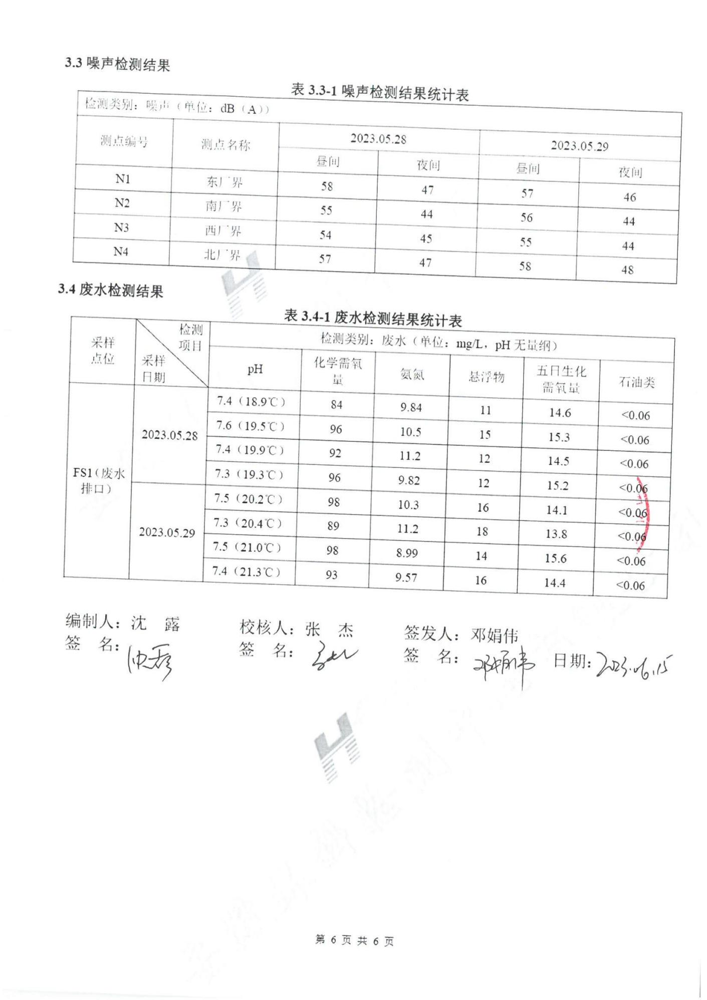 3.3 噪声检测结果
表 3.3-1 噪声检测结果统计表
检测类别：噪声（单位：dB（A））
测点编号 测点名称 2023.05.28 2023.05.29
昼间 夜间 昼间 夜间
N1 东厂界 58 47 57 46
N2 南厂界 55 44 56 44
N3 西厂界 54 45 55 44
N4 北厂界 57 47 58 48
3.4 废水检测结果
表 3.4-1 废水检测结果统计表
采样点位 检测项目 采样日期 检测类别：废水（单位：mg/L，pH 无量纲）
pH 化学需氧量 氨氮 悬浮物 五日生化需氧量 石油类
FS1（废水排口） 2023.05.28 7.4（18.9℃） 84 9.84 11 14.6 <0.06
7.6（19.5℃） 96 10.5 15 15.3 <0.06
7.4（19.9℃） 92 11.2 12 14.5 <0.06
7.3（19.3℃） 96 9.82 12 15.2 <0.06
2023.05.29 7.5（20.2℃） 98 10.3 16 14.1 <0.06
7.3（20.4℃） 89 11.2 18 13.8 <0.06
7.5（21.0℃） 98 8.99 14 15.6 <0.06
7.4（21.3℃） 93 9.57 16 14.4 <0.06
编制人：沈 露 校核人：张 杰 签发人：邓娟伟
签 名：沈露 签 名：张杰 签 名：邓娟伟 日期：2023.06.15
第 6 页 共 6 页